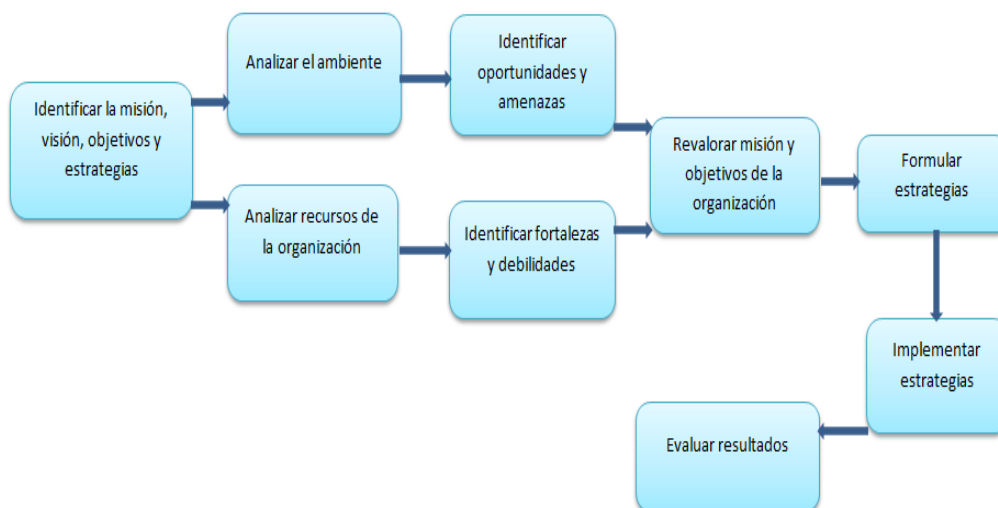 Identificar la misión,
visión, objetivos y
estrategias
Analizar el ambiente
Identificar
oportunidades y
amenazas
Analizar recursos de
la organización
Identificar fortalezas
y debilidades
Revalorar misión y
objetivos de la
organización
Formular
estrategias
Implementar
estrategias
Evaluar resultados